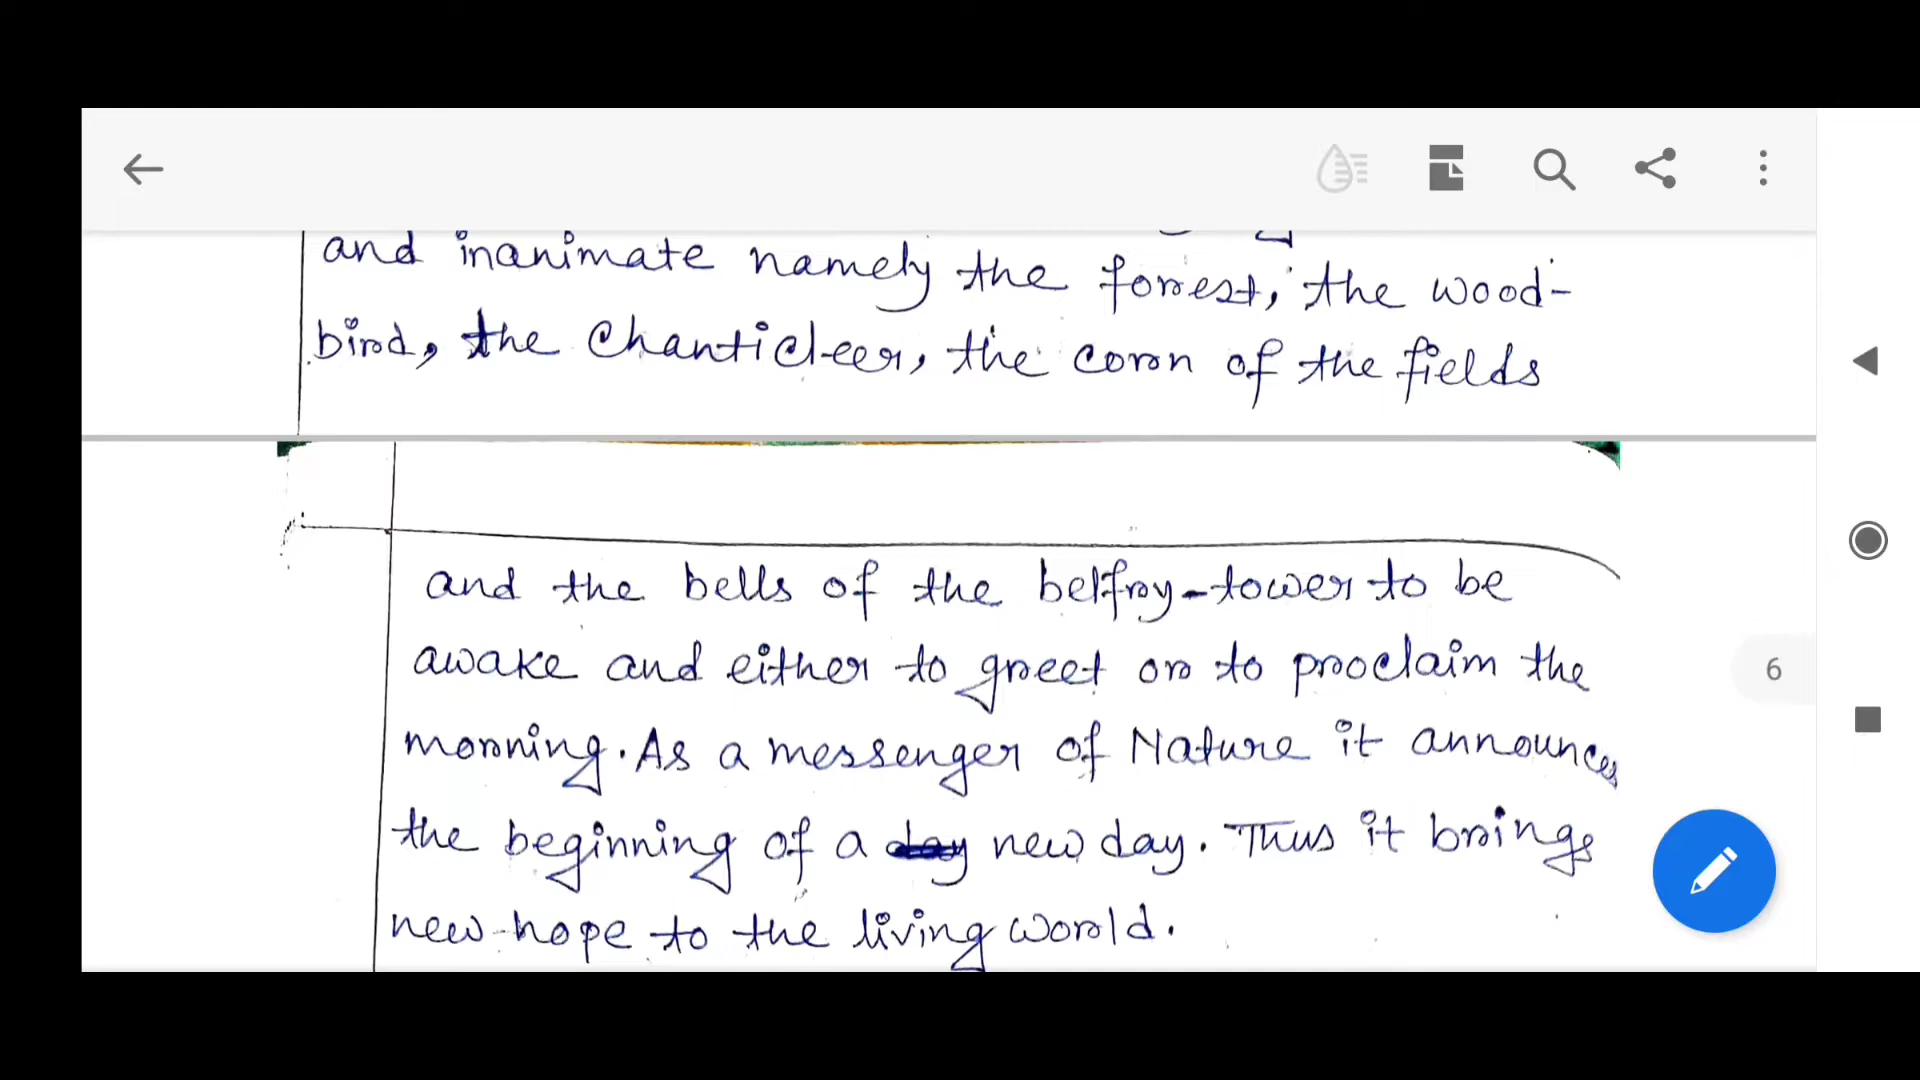 and inanimate namely the forest, the wood-
bird, the Chanticleer, the corn of the fields
and the bells of the belfry-tower to be
awake and either to greet or to proclaim the
morning. As a messenger of Nature it announces
the beginning of a day new day. Thus it brings
new hope to the living world.
6